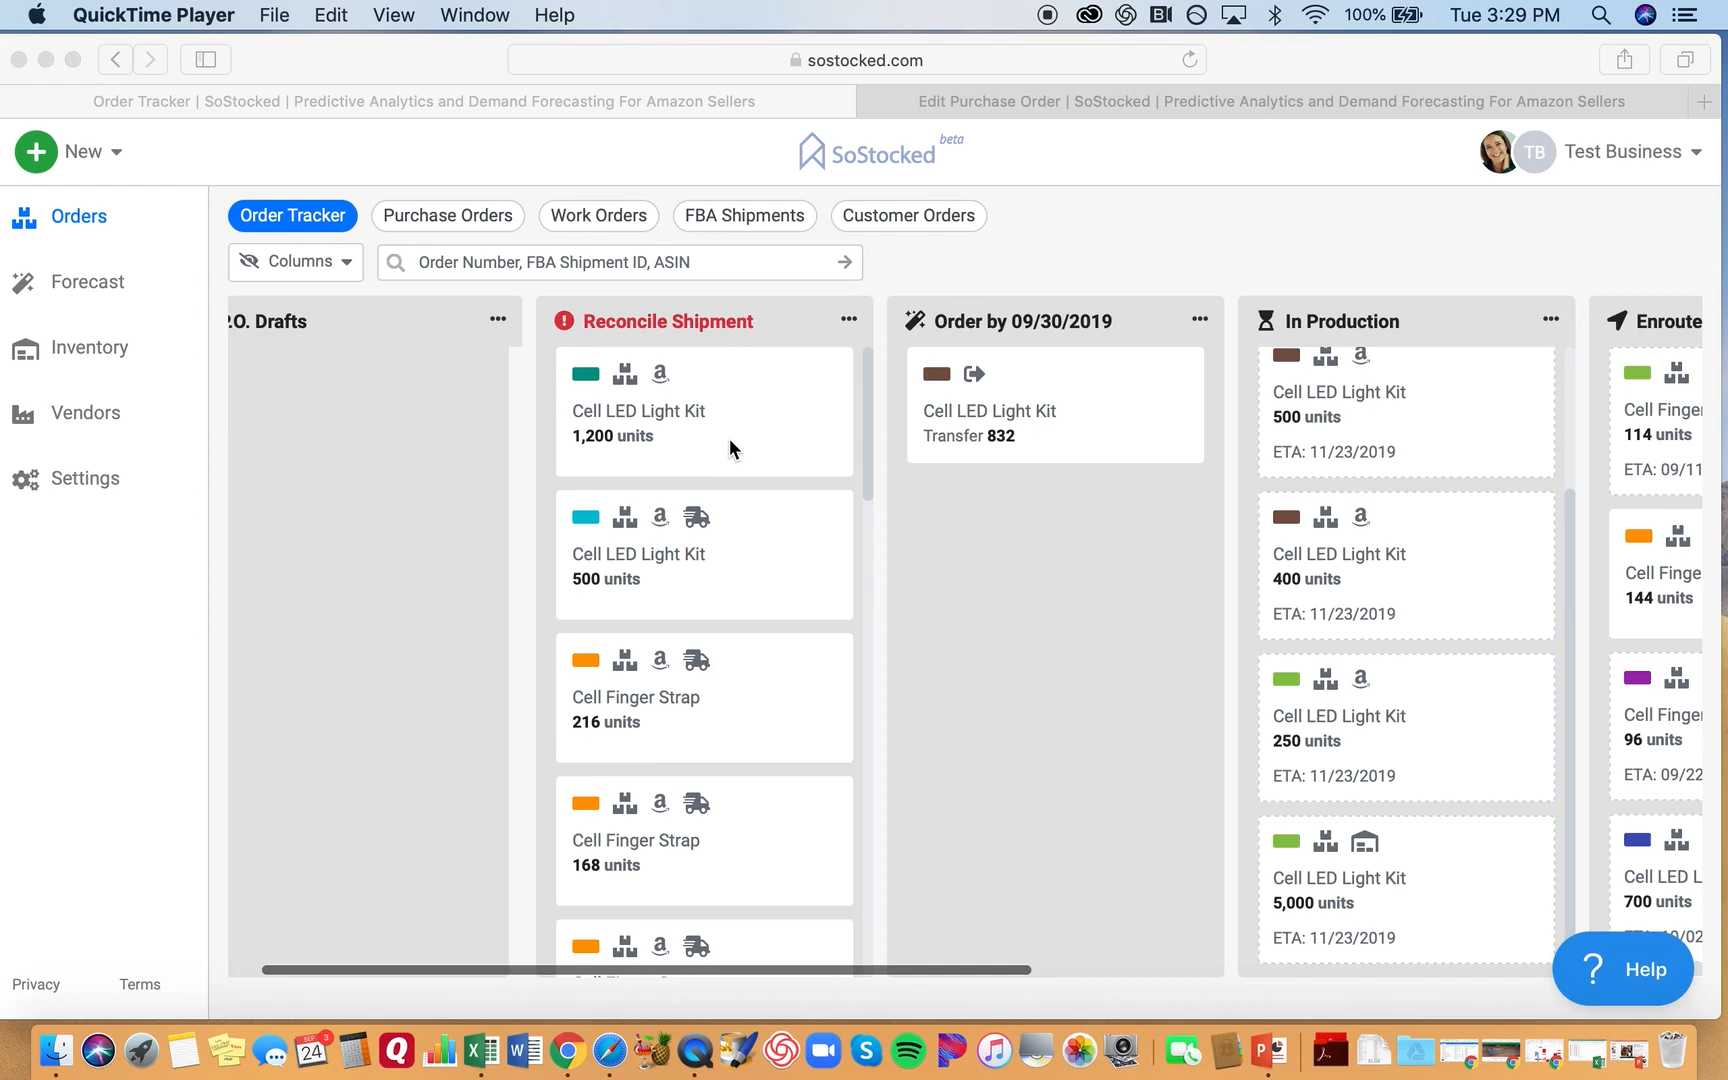 QuickTime Player File Edit View Window Help 100% Tue 3:29 PM
sostocked.com
Order Tracker | SoStocked | Predictive Analytics and Demand Forecasting For Amazon Sellers
Edit Purchase Order | SoStocked | Predictive Analytics and Demand Forecasting For Amazon Sellers
New
SoStocked beta
TB Test Business
Orders
Forecast
Inventory
Vendors
Settings
Privacy Terms
Order Tracker Purchase Orders Work Orders FBA Shipments Customer Orders
Columns
Order Number, FBA Shipment ID, ASIN
.O. Drafts
Reconcile Shipment
Cell LED Light Kit
1,200 units
Cell LED Light Kit
500 units
Cell Finger Strap
216 units
Cell Finger Strap
168 units
Order by 09/30/2019
Cell LED Light Kit
Transfer 832
In Production
Cell LED Light Kit
500 units
ETA: 11/23/2019
Cell LED Light Kit
400 units
ETA: 11/23/2019
Cell LED Light Kit
250 units
ETA: 11/23/2019
Cell LED Light Kit
5,000 units
ETA: 11/23/2019
Enroute
Cell Finger
114 units
ETA: 09/11
Cell Finge
144 units
Cell Finger
96 units
ETA: 09/22
Cell LED L
700 units
? Help
SEP 24 3